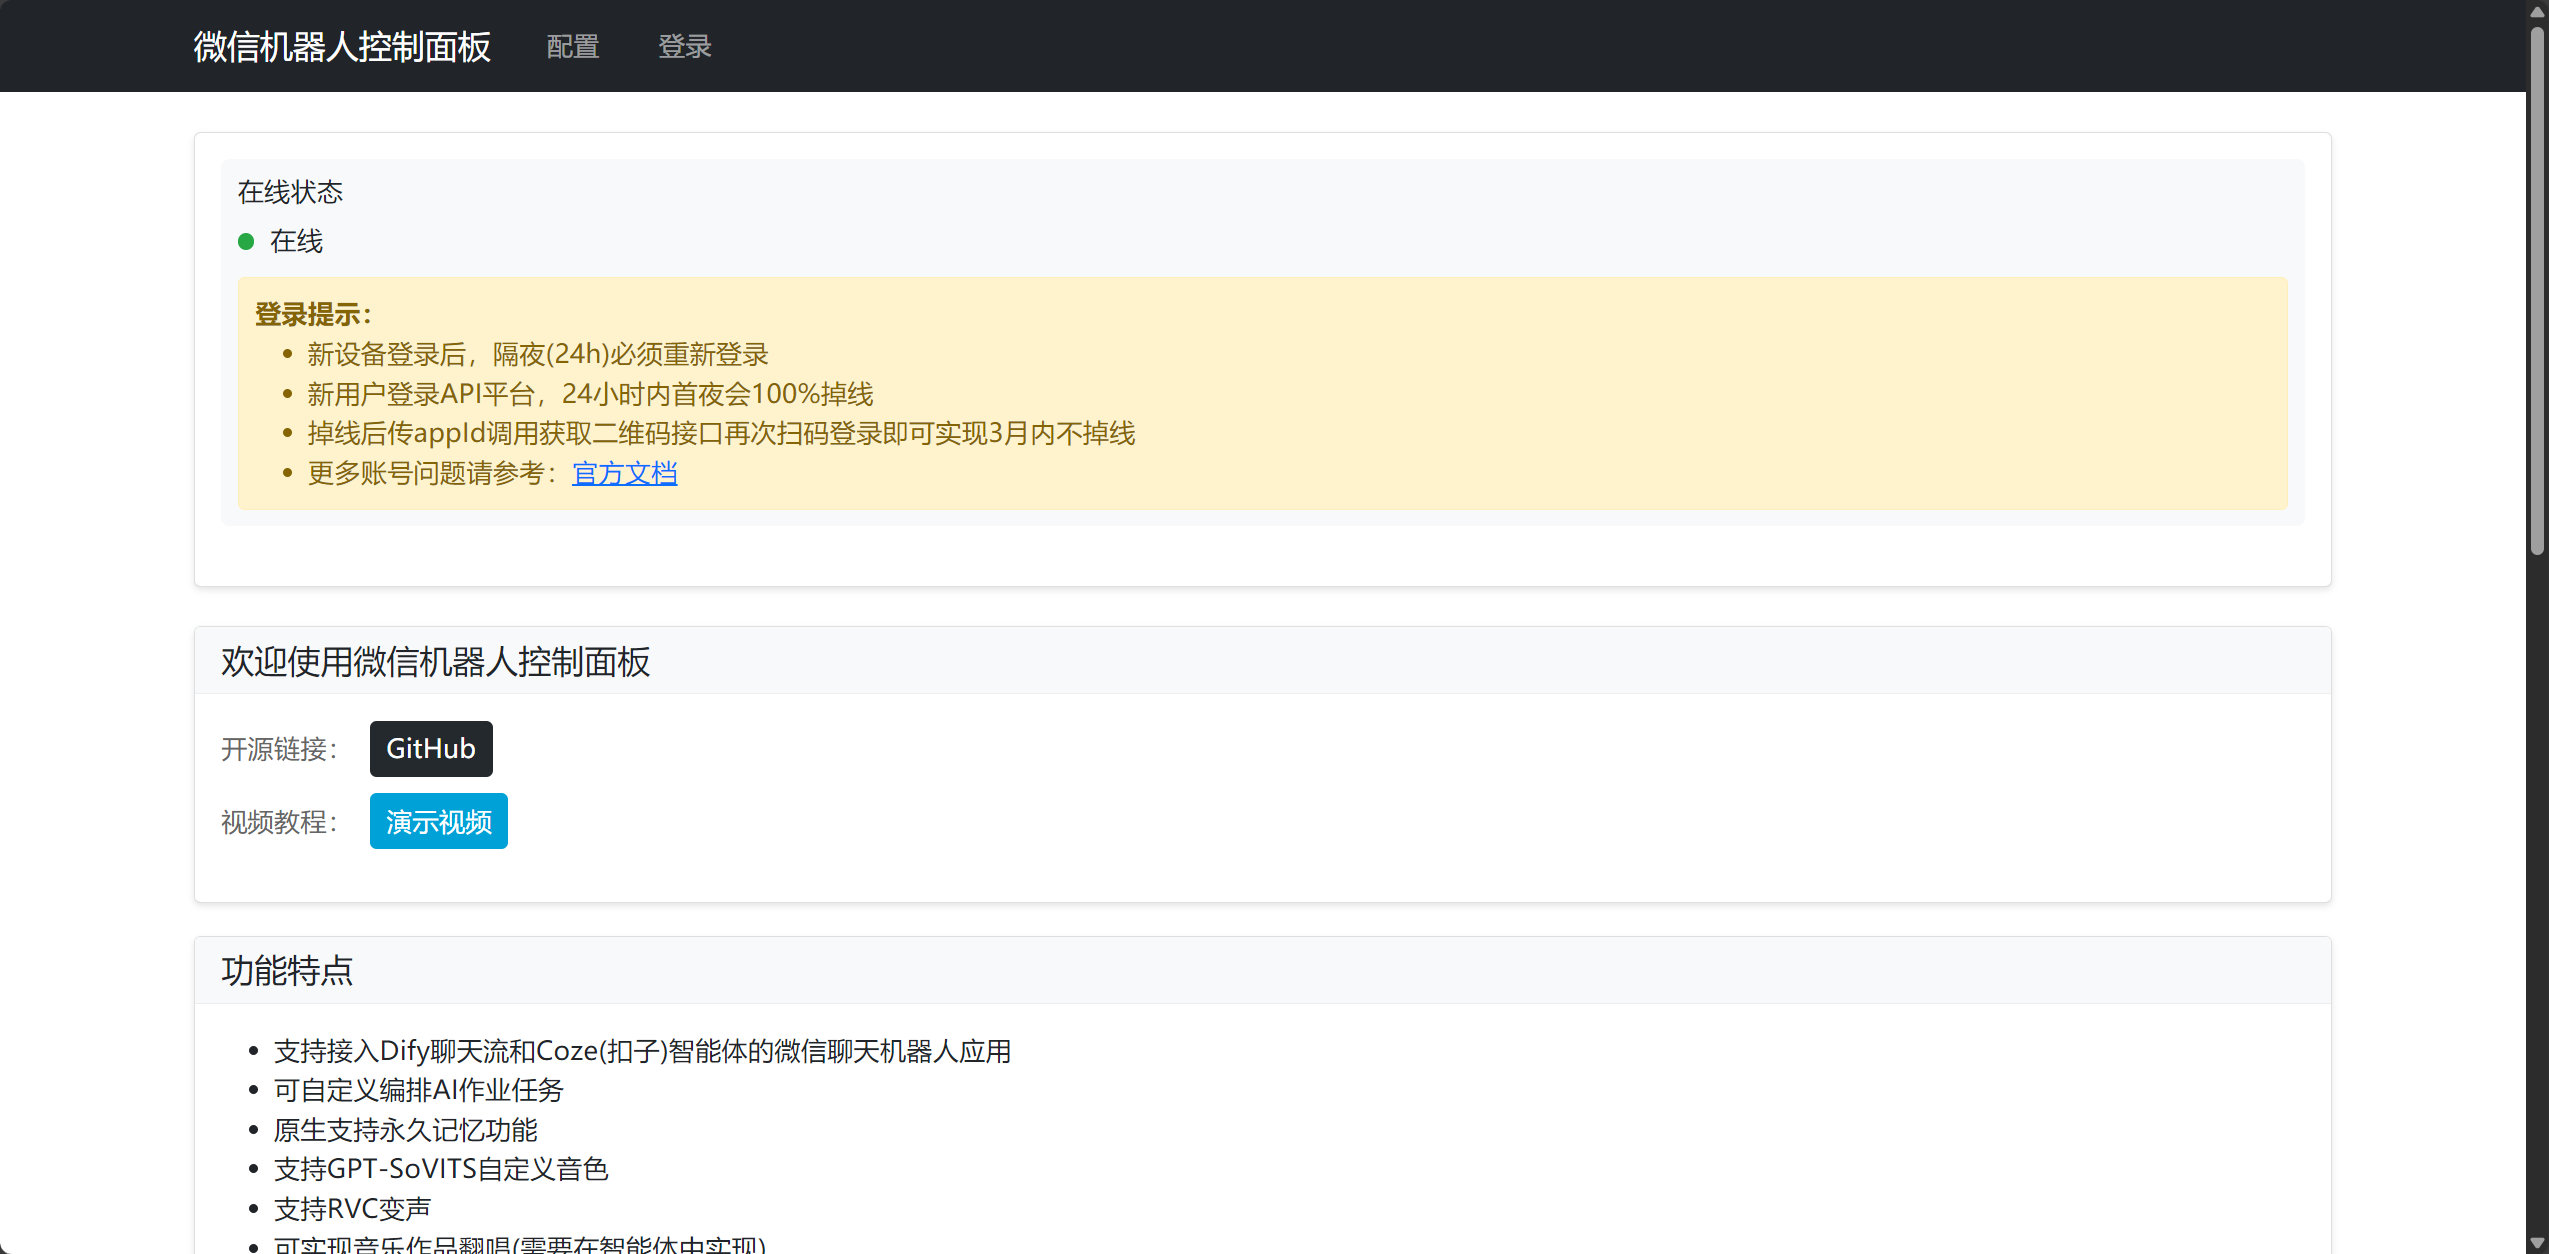 微信机器人控制面板 配置 登录
在线状态
在线
登录提示：
新设备登录后，隔夜(24h)必须重新登录
新用户登录API平台，24小时内首夜会100%掉线
掉线后传appId调用获取二维码接口再次扫码登录即可实现3月内不掉线
更多账号问题请参考：官方文档
欢迎使用微信机器人控制面板
开源链接： GitHub
视频教程： 演示视频
功能特点
支持接入Dify聊天流和Coze(扣子)智能体的微信聊天机器人应用
可自定义编排AI作业任务
原生支持永久记忆功能
支持GPT-SoVITS自定义音色
支持RVC变声
可实现音乐作品翻唱(需要在智能体中实现)